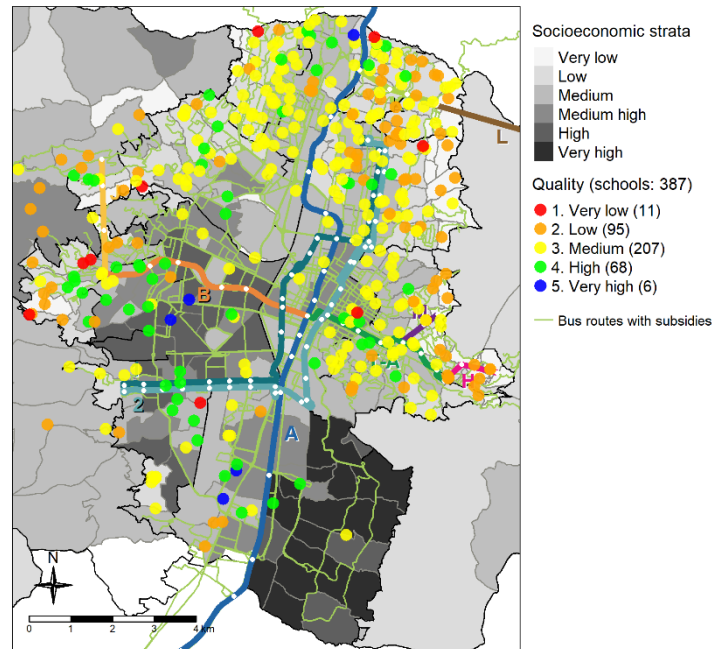 Socioeconomic strata
Very low
Low
Medium
Medium high
High
Very high
Quality (schools: 387)
1. Very low (11)
2. Low (95)
3. Medium (207)
4. High (68)
5. Very high (6)
Bus routes with subsidies
L
B
A
H
2
N
0 1 2 3 4 km